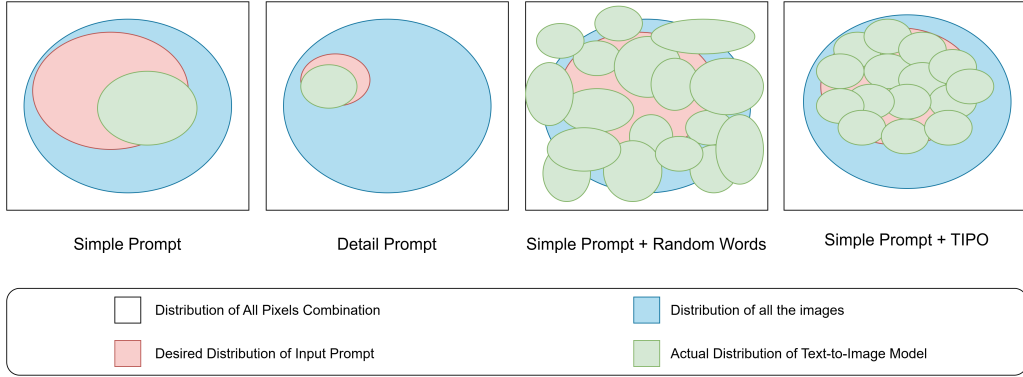 Simple Prompt
Detail Prompt
Simple Prompt + Random Words
Simple Prompt + TIPO
Distribution of All Pixels Combination
Distribution of all the images
Desired Distribution of Input Prompt
Actual Distribution of Text-to-Image Model